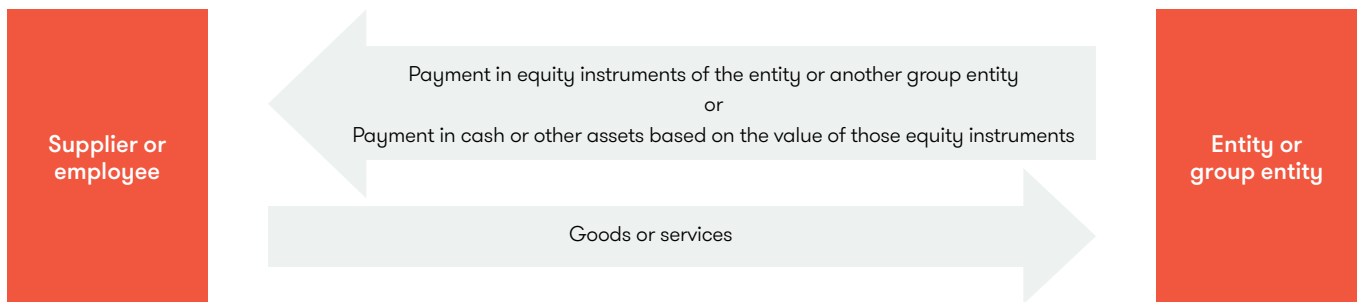 Supplier or
employee
Payment in equity instruments of the entity or another group entity
or
Payment in cash or other assets based on the value of those equity instruments
Goods or services
Entity or
group entity